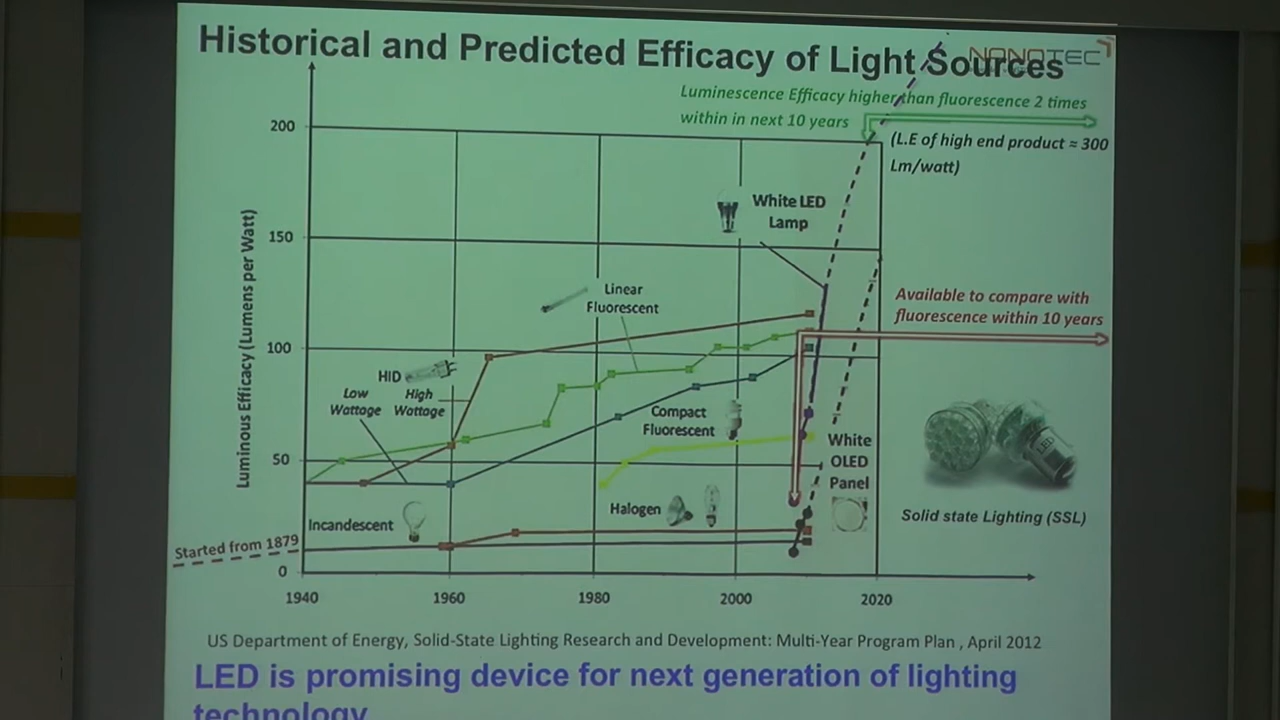 Historical and Predicted Efficacy of Light Sources
NANOTEC
Luminescence Efficacy higher than fluorescence 2 times
within in next 10 years
(L.E of high end product ≈ 300
Lm/watt)
200
150
100
50
0
Luminous Efficacy (Lumens per Watt)
White LED
Lamp
Linear
Fluorescent
Available to compare with
fluorescence within 10 years
HID
Low
Wattage
High
Wattage
Compact
Fluorescent
White
OLED
Panel
Halogen
Incandescent
LED
Solid state Lighting (SSL)
Started from 1879
1940
1960
1980
2000
2020
US Department of Energy, Solid-State Lighting Research and Development: Multi-Year Program Plan , April 2012
LED is promising device for next generation of lighting
technology